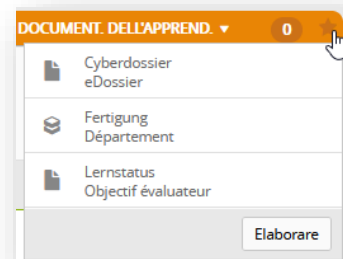 DOCUMENT. DELL'APPREND. ▼ 0
Cyberdossier
eDossier
Fertigung
Département
Lernstatus
Objectif évaluateur
Elaborare